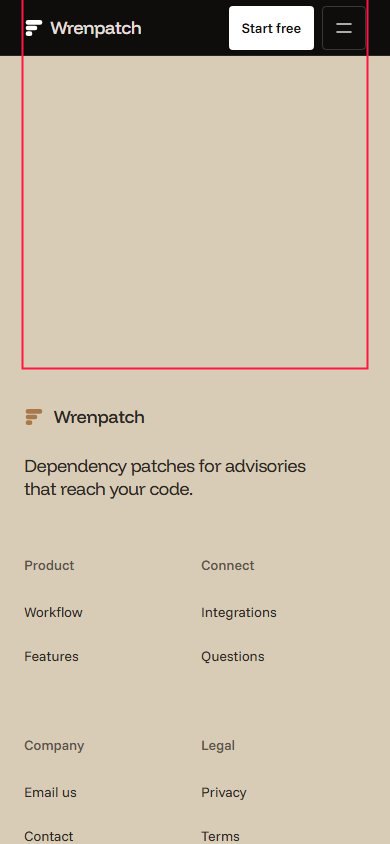 Wrenpatch
Start free
Wrenpatch
Dependency patches for advisories
that reach your code.
Product
Connect
Workflow
Integrations
Features
Questions
Company
Legal
Email us
Privacy
Contact
Terms